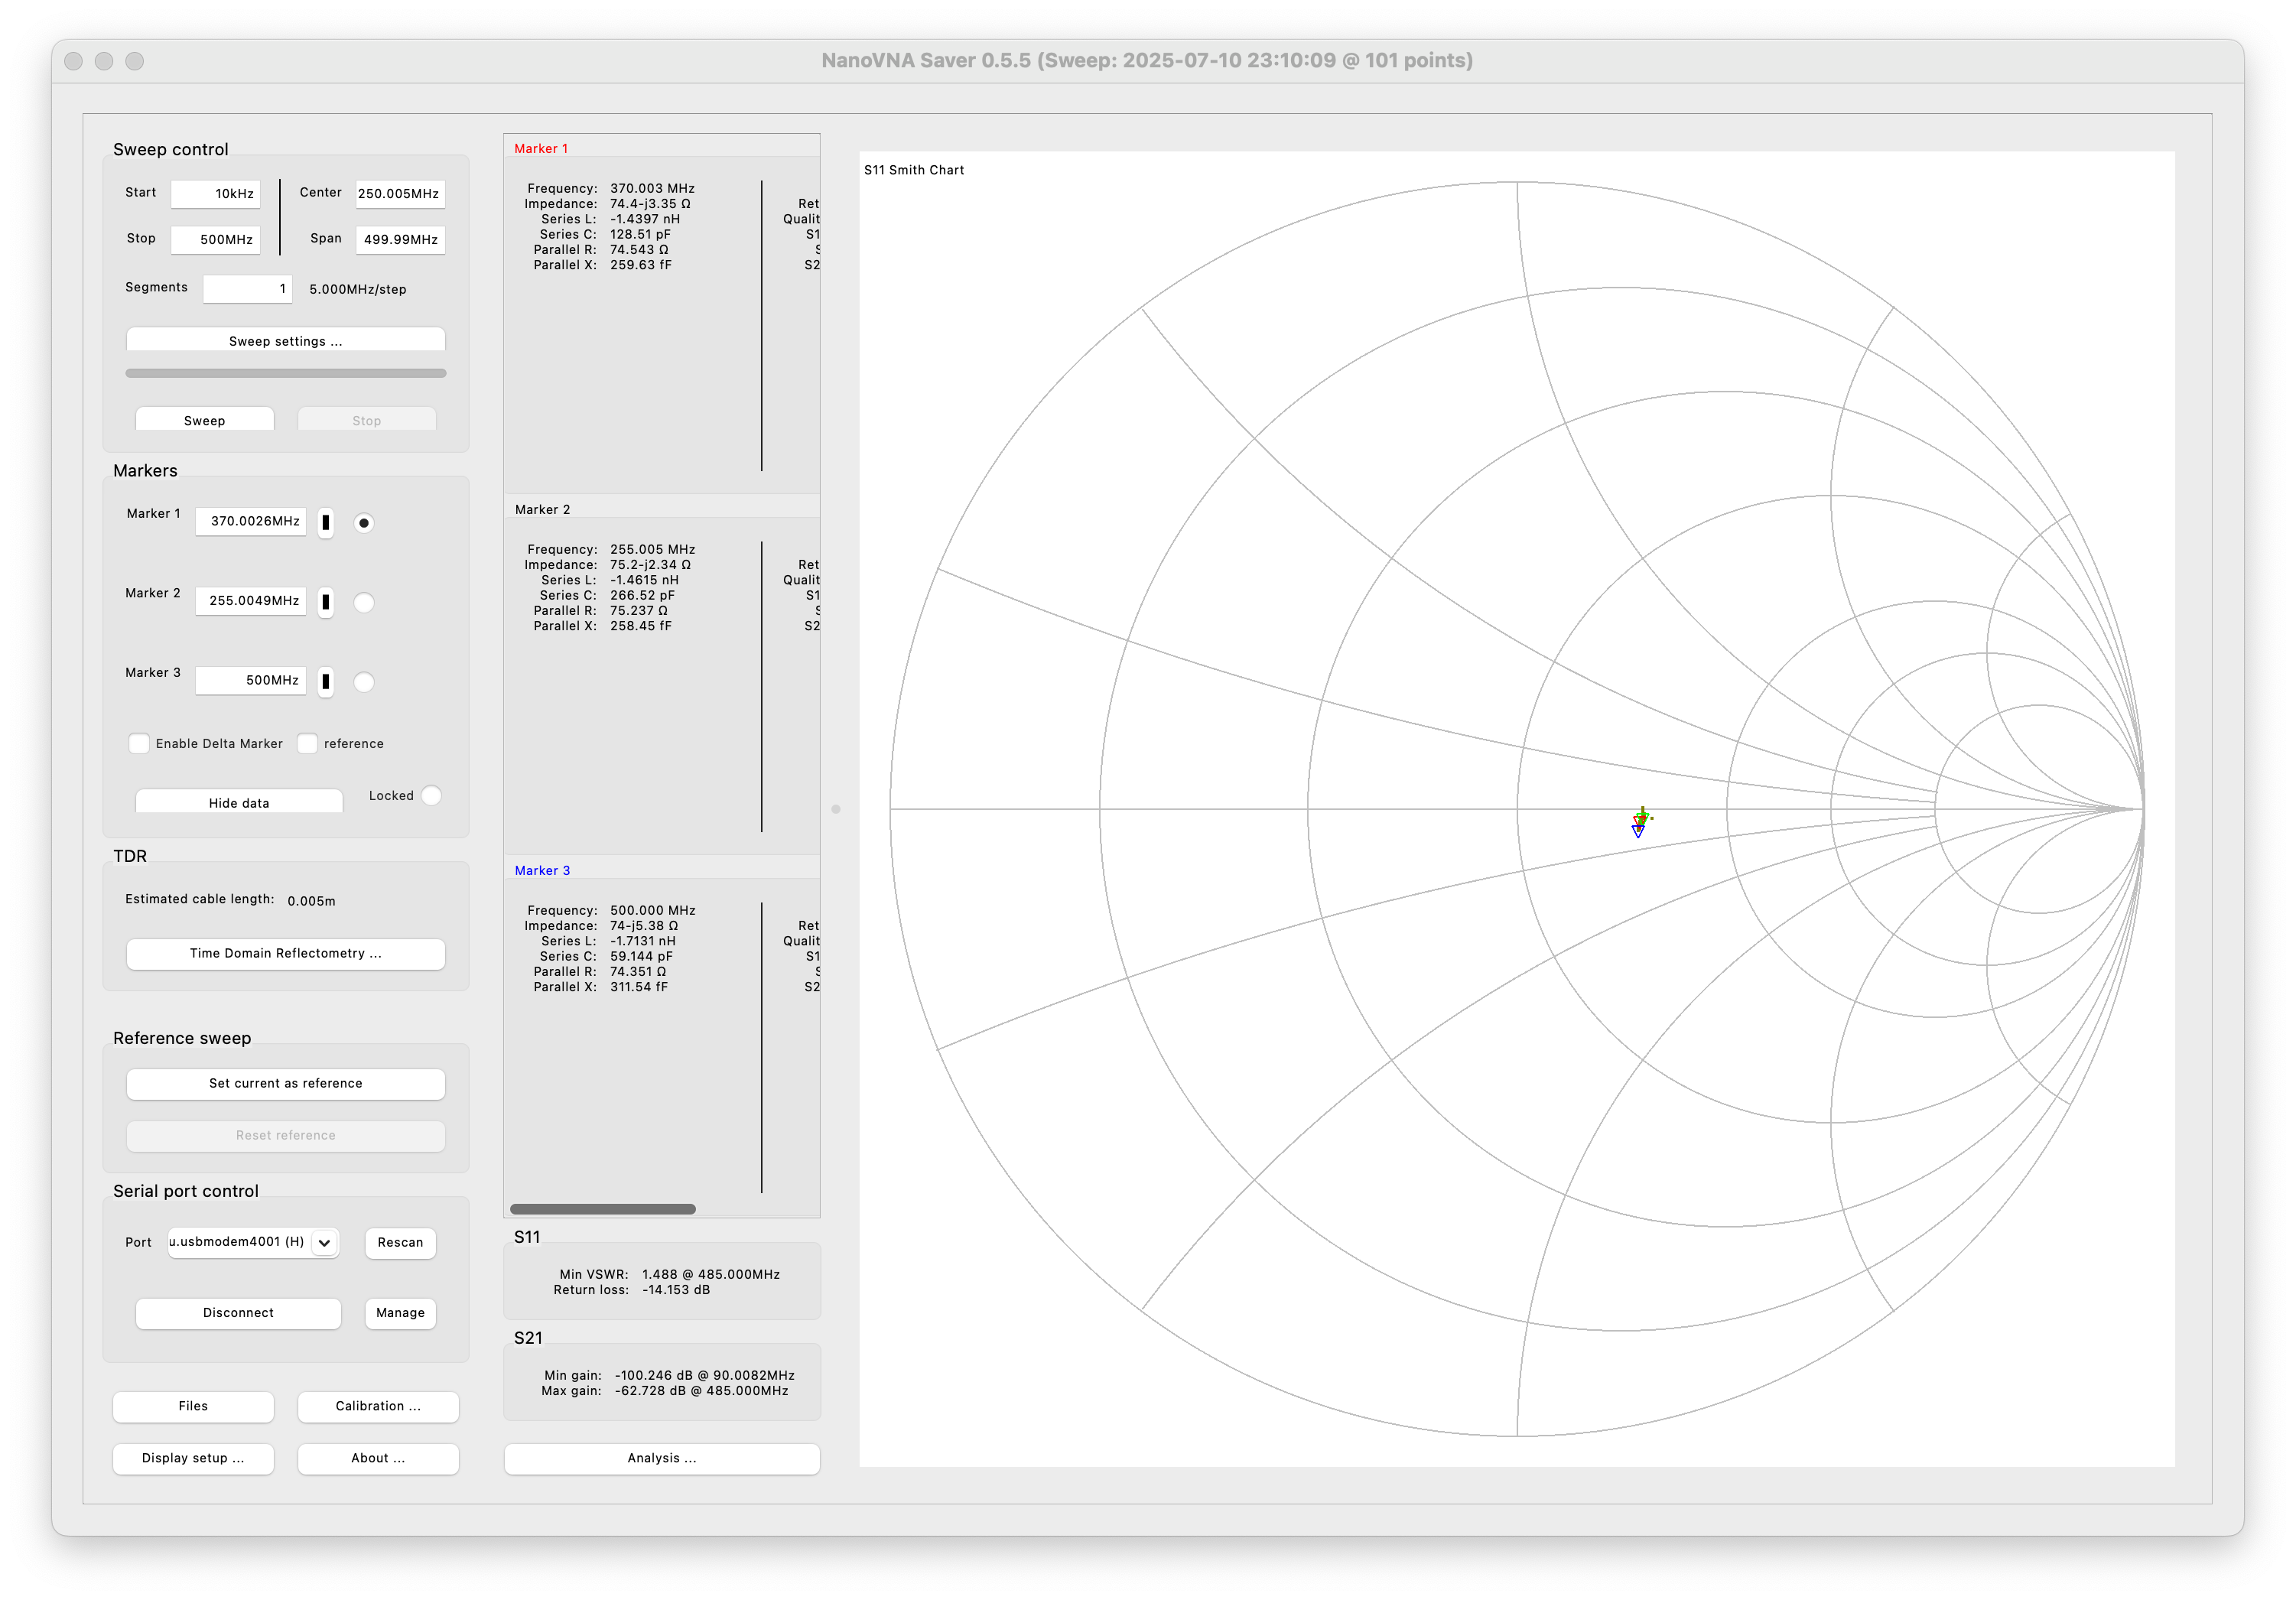 NanoVNA Saver 0.5.5 (Sweep: 2025-07-10 23:10:09 @ 101 points)
Sweep control
Start 10kHz Center 250.005MHz
Stop 500MHz Span 499.99MHz
Segments 1 5.000MHz/step
Sweep settings ...
Sweep Stop
Markers
Marker 1 370.0026MHz
Marker 2 255.0049MHz
Marker 3 500MHz
Enable Delta Marker reference
Hide data Locked
TDR
Estimated cable length: 0.005m
Time Domain Reflectometry ...
Reference sweep
Set current as reference
Reset reference
Serial port control
Port u.usbmodem4001 (H) Rescan
Disconnect Manage
Files Calibration ...
Display setup ... About ...
Marker 1
Frequency: 370.003 MHz
Impedance: 74.4-j3.35 Ω Ret
Series L: -1.4397 nH Qualit
Series C: 128.51 pF S1
Parallel R: 74.543 Ω S
Parallel X: 259.63 fF S2
Marker 2
Frequency: 255.005 MHz
Impedance: 75.2-j2.34 Ω Ret
Series L: -1.4615 nH Qualit
Series C: 266.52 pF S1
Parallel R: 75.237 Ω S
Parallel X: 258.45 fF S2
Marker 3
Frequency: 500.000 MHz
Impedance: 74-j5.38 Ω Ret
Series L: -1.7131 nH Qualit
Series C: 59.144 pF S1
Parallel R: 74.351 Ω S
Parallel X: 311.54 fF S2
S11
Min VSWR: 1.488 @ 485.000MHz
Return loss: -14.153 dB
S21
Min gain: -100.246 dB @ 90.0082MHz
Max gain: -62.728 dB @ 485.000MHz
Analysis ...
S11 Smith Chart